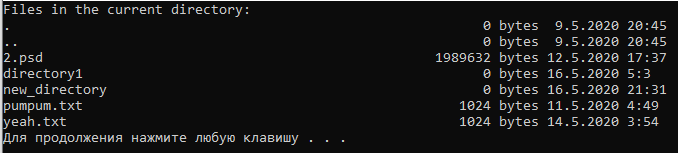 Files in the current directory:
. 0 bytes 9.5.2020 20:45
.. 0 bytes 9.5.2020 20:45
2.psd 1989632 bytes 12.5.2020 17:37
directory1 0 bytes 16.5.2020 5:3
new_directory 0 bytes 16.5.2020 21:31
pumpum.txt 1024 bytes 11.5.2020 4:49
yeah.txt 1024 bytes 14.5.2020 3:54
Для продолжения нажмите любую клавишу . . .